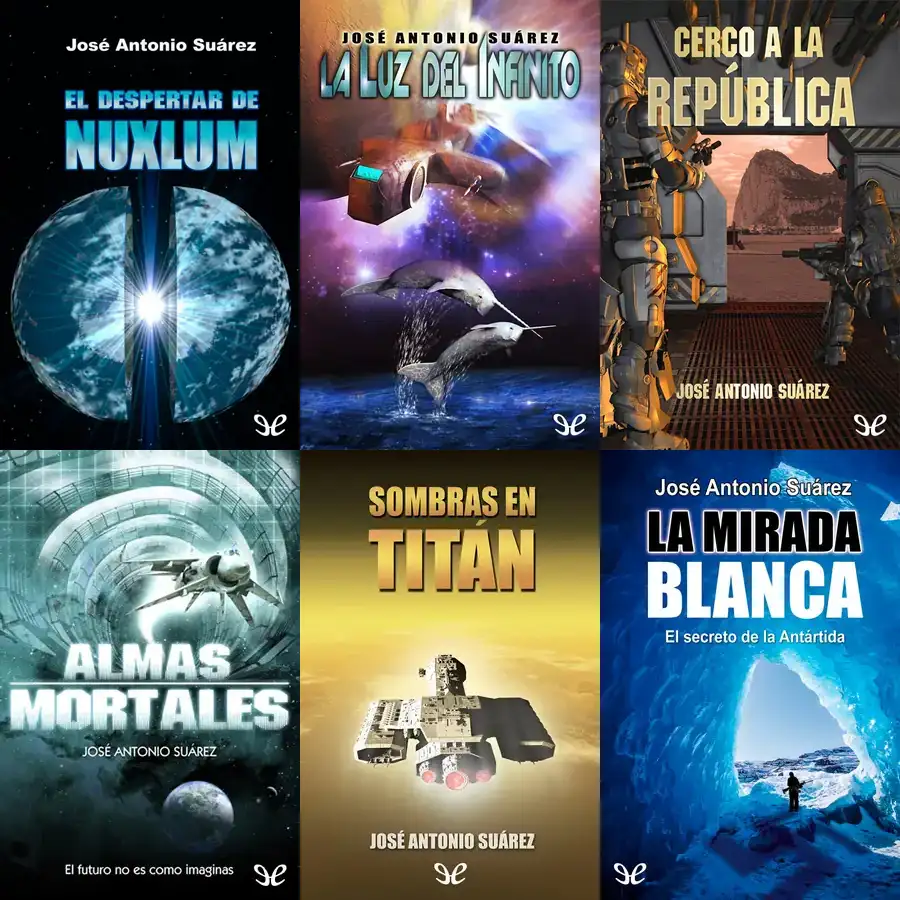 José Antonio Suárez
EL DESPERTAR DE
NUXLUM
JOSÉ ANTONIO SUÁREZ
LA LUZ DEL INFINITO
CERCO A LA
REPÚBLICA
JOSÉ ANTONIO SUÁREZ
ALMAS
MORTALES
JOSÉ ANTONIO SUÁREZ
El futuro no es como imaginas
SOMBRAS EN
TITÁN
JOSÉ ANTONIO SUÁREZ
José Antonio Suárez
LA MIRADA
BLANCA
El secreto de la Antártida